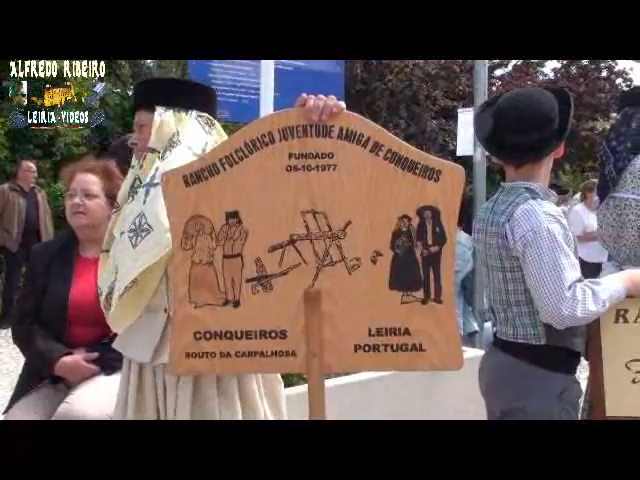 ALFREDO RIBEIRO
LEIRIA-VIDEOS
RANCHO FOLCLÓRICO JUVENTUDE AMIGA DE CONQUEIROS
FUNDADO
05-10-1977
CONQUEIROS
SOUTO DA CARPALHOSA
LEIRIA
PORTUGAL
RA